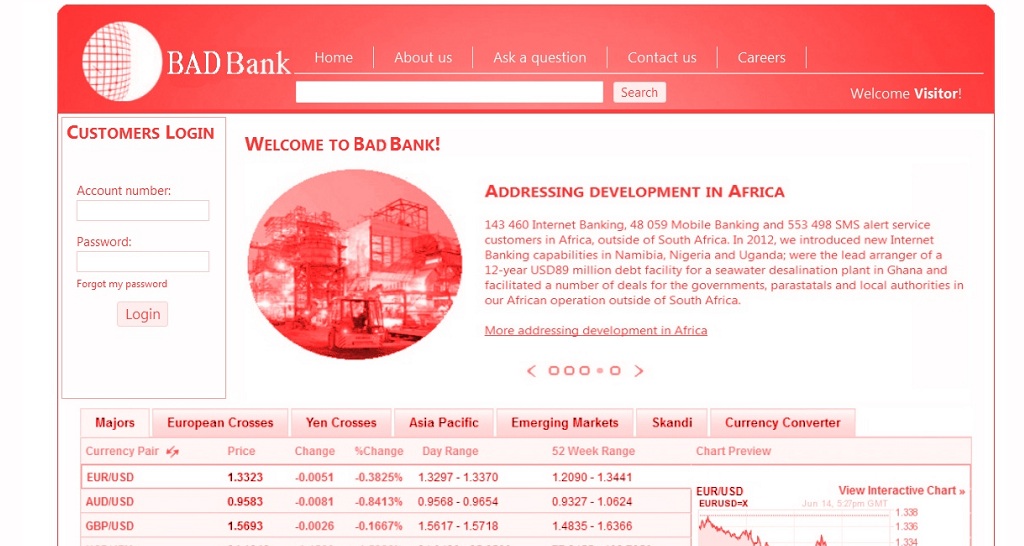 BAD Bank
Home
About us
Ask a question
Contact us
Careers
Search
Welcome Visitor!
CUSTOMERS LOGIN
Account number:
Password:
Forgot my password
Login
WELCOME TO BAD BANK!
ADDRESSING DEVELOPMENT IN AFRICA
143 460 Internet Banking, 48 059 Mobile Banking and 553 498 SMS alert service
customers in Africa, outside of South Africa. In 2012, we introduced new Internet
Banking capabilities in Namibia, Nigeria and Uganda; were the lead arranger of a
12-year USD89 million debt facility for a seawater desalination plant in Ghana and
facilitated a number of deals for the governments, parastatals and local authorities in
our African operation outside of South Africa.
More addressing development in Africa
Majors
European Crosses
Yen Crosses
Asia Pacific
Emerging Markets
Skandi
Currency Converter
Currency Pair Price Change %Change Day Range 52 Week Range Chart Preview
EUR/USD 1.3323 -0.0051 -0.3825% 1.3297 - 1.3370 1.2090 - 1.3441
AUD/USD 0.9583 -0.0081 -0.8413% 0.9568 - 0.9654 0.9327 - 1.0624
GBP/USD 1.5693 -0.0026 -0.1667% 1.5617 - 1.5718 1.4835 - 1.6366
EUR/USD View Interactive Chart »
EURUSD=X Jun 14, 5:27pm GMT
1.338
1.336
1.334